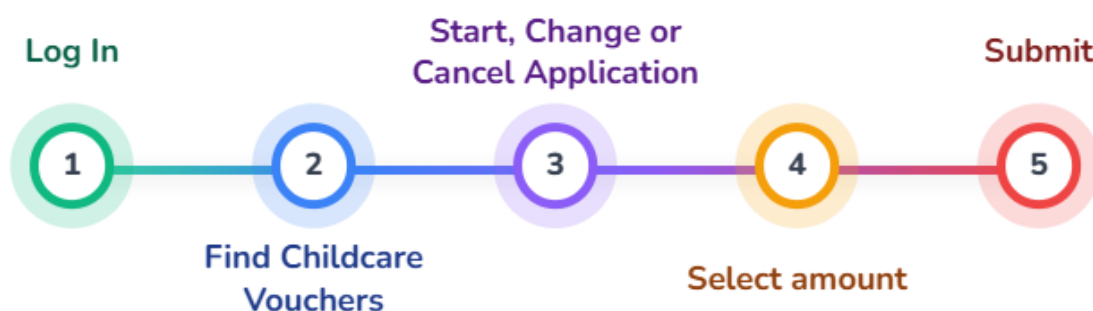 Log In
Start, Change or
Cancel Application
Submit
1
2
3
4
5
Find Childcare
Vouchers
Select amount